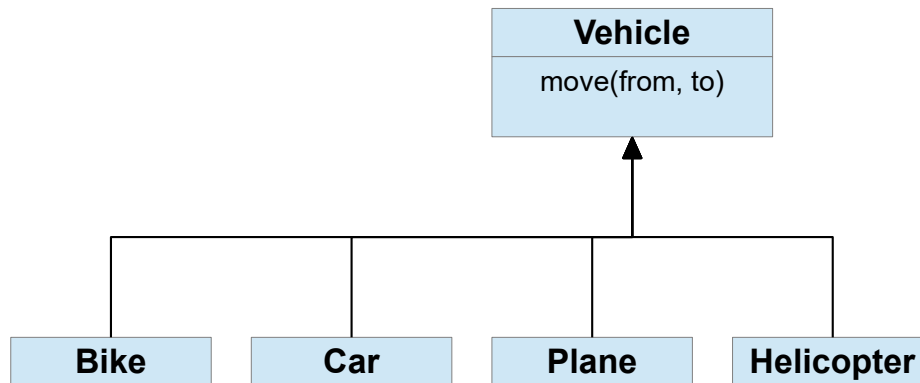 Vehicle
move(from, to)
Bike
Car
Plane
Helicopter